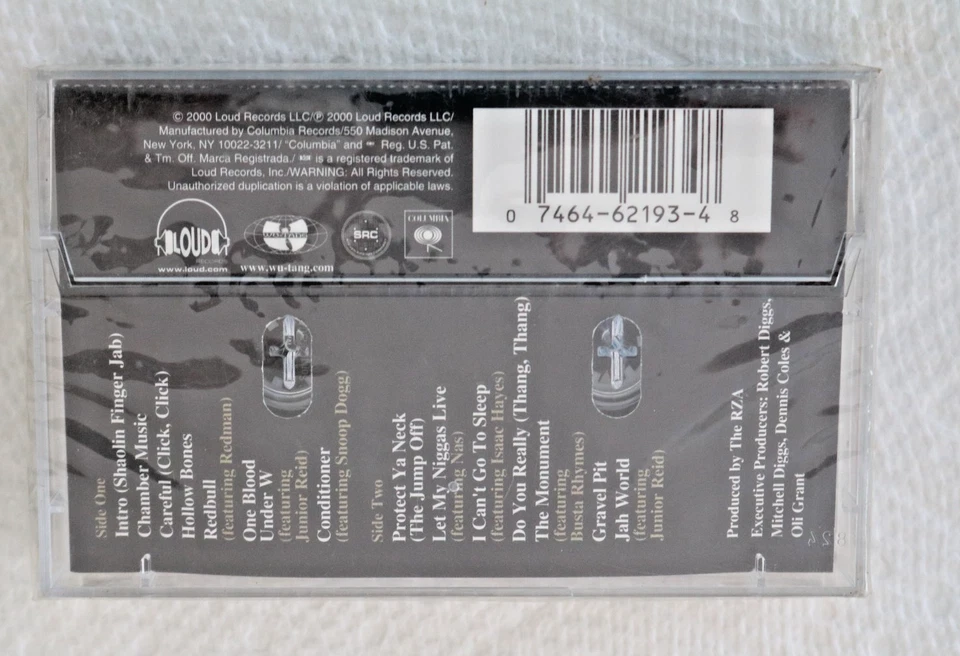 © 2000 Loud Records LLC/℗ 2000 Loud Records LLC/
Manufactured by Columbia Records/550 Madison Avenue,
New York, NY 10022-3211/ "Columbia" and Reg. U.S. Pat.
& Tm. Off. Marca Registrada./ is a registered trademark of
Loud Records, Inc./WARNING: All Rights Reserved.
Unauthorized duplication is a violation of applicable laws.
LOUD
www.loud.com
WU-TANG
www.wu-tang.com
SRC
COLUMBIA
0 7464-62193-4 8
Side One
Intro (Shaolin Finger Jab)
Chamber Music
Careful (Click, Click)
Hollow Bones
Redbull
(featuring Redman)
One Blood
Under W
(featuring
Junior Reid)
Conditioner
(featuring Snoop Dogg)
Side Two
Protect Ya Neck
(The Jump Off)
Let My Niggas Live
(featuring Nas)
I Can't Go To Sleep
(featuring Isaac Hayes)
Do You Really (Thang, Thang)
The Monument
(featuring
Busta Rhymes)
Gravel Pit
Jah World
(featuring
Junior Reid)
Produced by The RZA
Executive Producers: Robert Diggs,
Mitchell Diggs, Dennis Coles &
Oli Grant